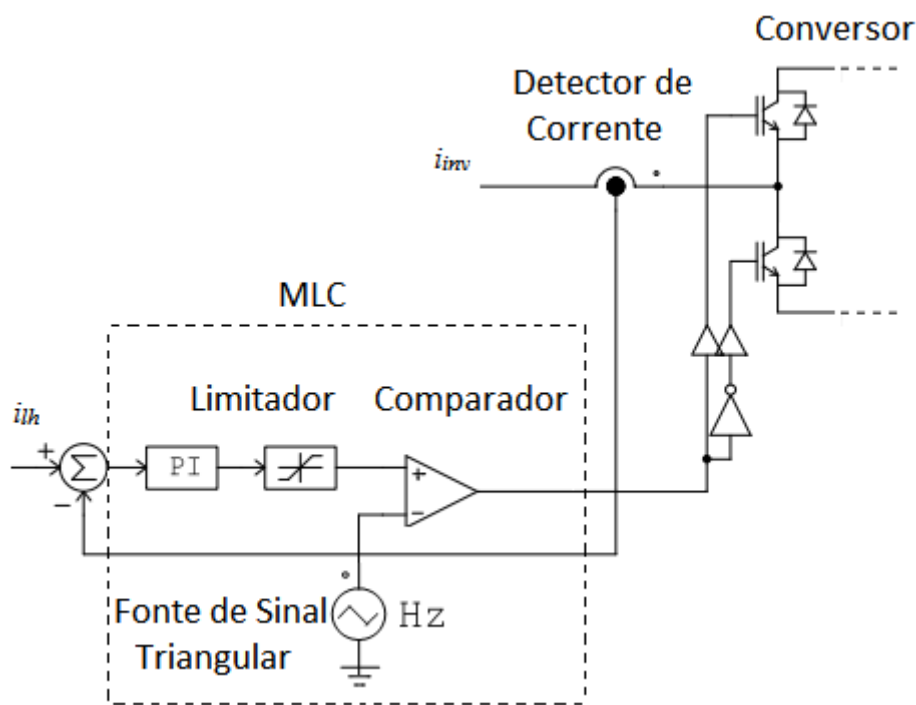 Conversor
Detector de
Corrente
iinv
MLC
Limitador
Comparador
ilh
+
Σ
−
PI
+
−
Fonte de Sinal
Triangular
Hz